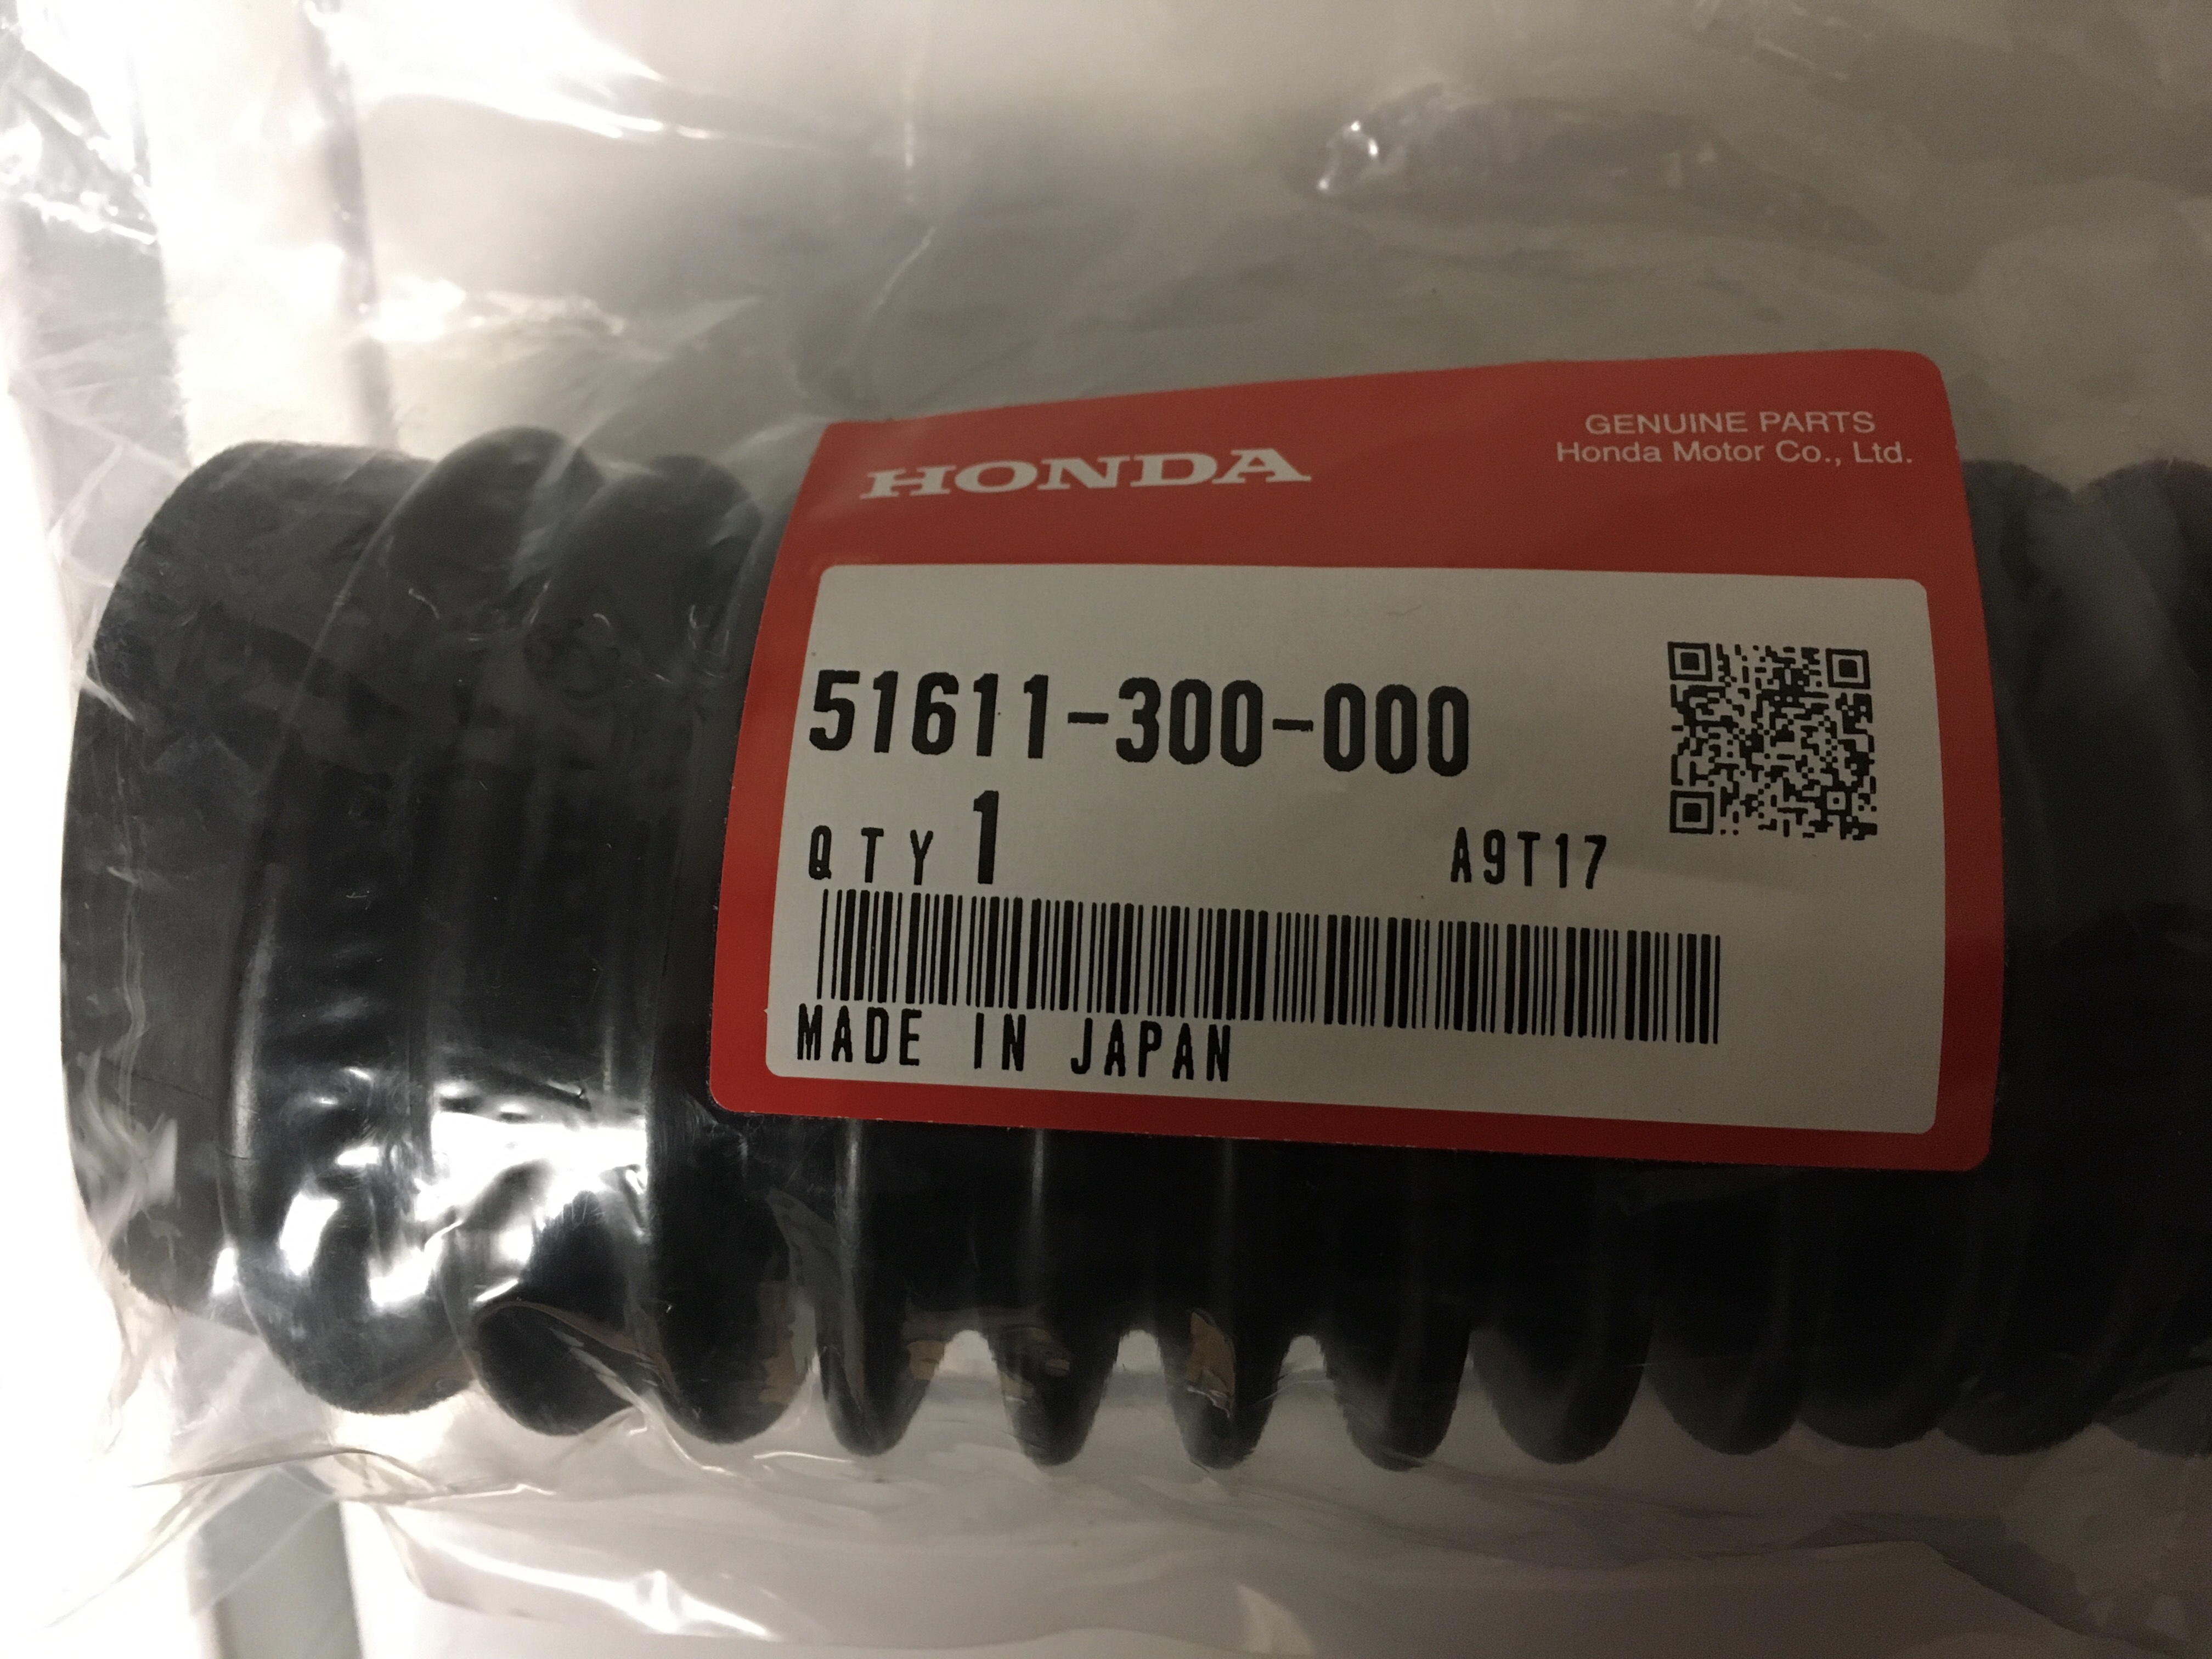 HONDA
GENUINE PARTS
Honda Motor Co., Ltd.
51611-300-000
QTY 1
A9T17
MADE IN JAPAN